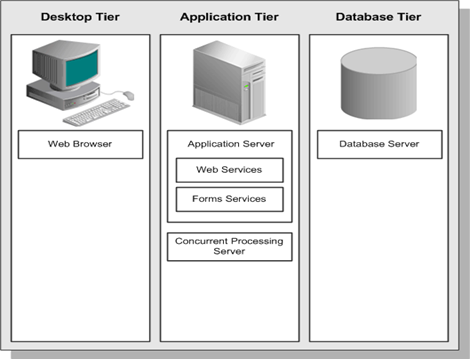 Desktop Tier
Application Tier
Database Tier
Web Browser
Application Server
Web Services
Forms Services
Concurrent Processing
Server
Database Server